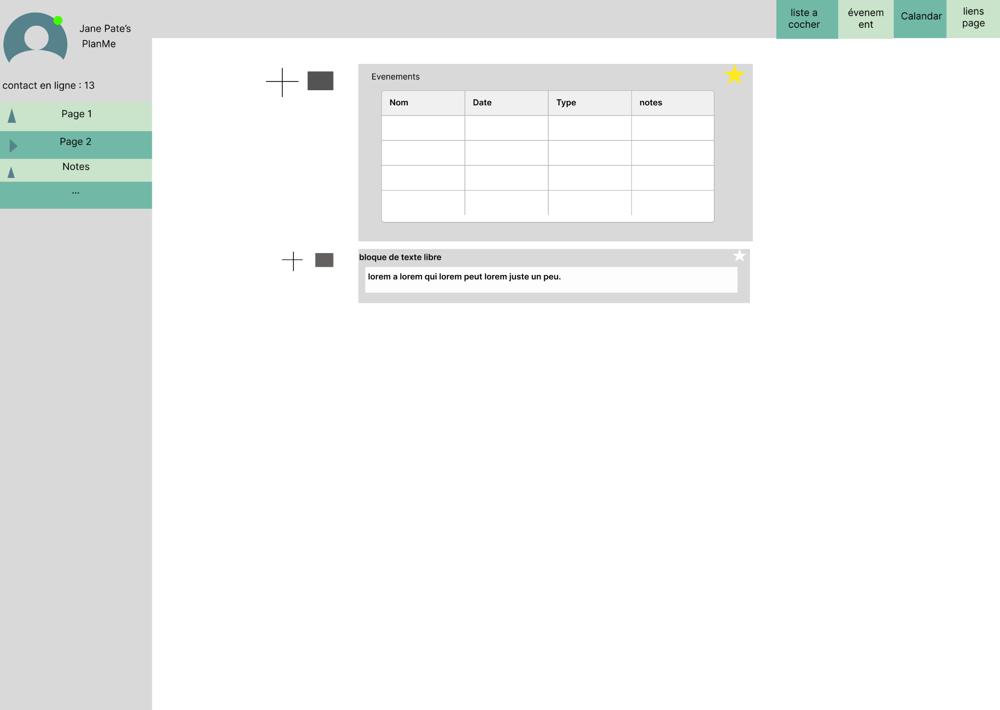 Jane Pate’s
PlanMe
contact en ligne : 13
Page 1
Page 2
Notes
...
liste a
cocher
évenem
ent
Calandar
liens
page
Evenements
Nom Date Type notes
bloque de texte libre
lorem a lorem qui lorem peut lorem juste un peu.